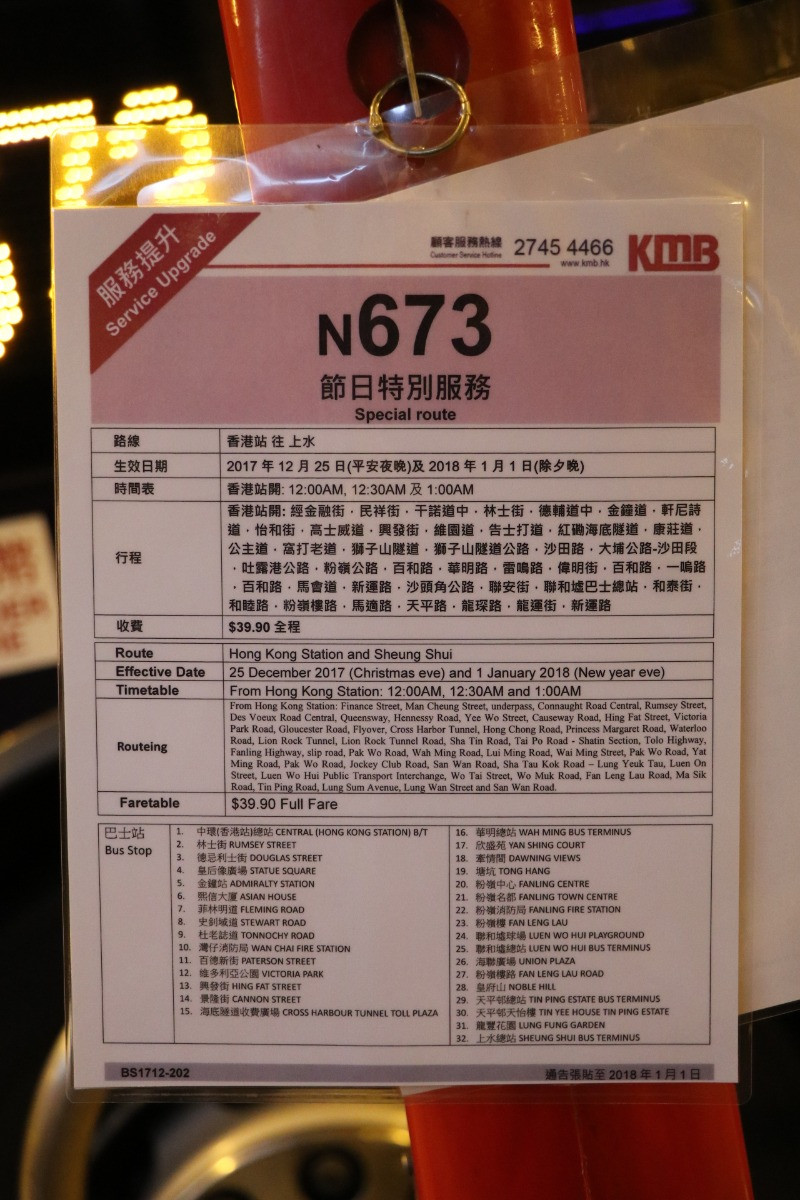 服務提升
Service Upgrade
顧客服務熱線 2745 4466
Customer Service Hotline
www.kmb.hk
KMB
N673
節日特別服務
Special route
路線 香港站 往 上水
生效日期 2017 年 12 月 25 日(平安夜晚)及 2018 年 1 月 1 日(除夕晚)
時間表 香港站開: 12:00AM, 12:30AM 及 1:00AM
行程
香港站開: 經金融街．民祥街．干諾道中．林士街．德輔道中．金鐘道．軒尼詩
道．怡和街．高士威道．興發街．維園道．告士打道．紅磡海底隧道．康莊道．
公主道．窩打老道．獅子山隧道．獅子山隧道公路．沙田路．大埔公路-沙田段
．吐露港公路．粉嶺公路．百和路．華明路．雷鳴路．偉明街．百和路．一鳴路
．百和路．馬會道．新運路．沙頭角公路．聯安街．聯和墟巴士總站．和泰街．
和睦路．粉嶺樓路．馬適路．天平路．龍琛路．龍運街．新運路
收費 $39.90 全程
Route Hong Kong Station and Sheung Shui
Effective Date 25 December 2017 (Christmas eve) and 1 January 2018 (New year eve)
Timetable From Hong Kong Station: 12:00AM, 12:30AM and 1:00AM
Routeing
From Hong Kong Station: Finance Street, Man Cheung Street, underpass, Connaught Road Central, Rumsey Street,
Des Voeux Road Central, Queensway, Hennessy Road, Yee Wo Street, Causeway Road, Hing Fat Street, Victoria
Park Road, Gloucester Road, Flyover, Cross Harbor Tunnel, Hong Chong Road, Princess Margaret Road, Waterloo
Road, Lion Rock Tunnel, Lion Rock Tunnel Road, Sha Tin Road, Tai Po Road - Shatin Section, Tolo Highway,
Fanling Highway, slip road, Pak Wo Road, Wah Ming Road, Lui Ming Road, Wai Ming Street, Pak Wo Road, Yat
Ming Road, Pak Wo Road, Jockey Club Road, San Wan Road, Sha Tau Kok Road – Lung Yeuk Tau, Luen On
Street, Luen Wo Hui Public Transport Interchange, Wo Tai Street, Wo Muk Road, Fan Leng Lau Road, Ma Sik
Road, Tin Ping Road, Lung Sum Avenue, Lung Wan Street and San Wan Road.
Faretable $39.90 Full Fare
巴士站
Bus Stop
1. 中環(香港站)總站 CENTRAL (HONG KONG STATION) B/T
2. 林士街 RUMSEY STREET
3. 德忌利士街 DOUGLAS STREET
4. 皇后像廣場 STATUE SQUARE
5. 金鐘站 ADMIRALTY STATION
6. 熙信大廈 ASIAN HOUSE
7. 菲林明道 FLEMING ROAD
8. 史釗域道 STEWART ROAD
9. 杜老誌道 TONNOCHY ROAD
10. 灣仔消防局 WAN CHAI FIRE STATION
11. 百德新街 PATERSON STREET
12. 維多利亞公園 VICTORIA PARK
13. 興發街 HING FAT STREET
14. 景隆街 CANNON STREET
15. 海底隧道收費廣場 CROSS HARBOUR TUNNEL TOLL PLAZA
16. 華明總站 WAH MING BUS TERMINUS
17. 欣盛苑 YAN SHING COURT
18. 牽情間 DAWNING VIEWS
19. 塘坑 TONG HANG
20. 粉嶺中心 FANLING CENTRE
21. 粉嶺名都 FANLING TOWN CENTRE
22. 粉嶺消防局 FANLING FIRE STATION
23. 粉嶺樓 FAN LENG LAU
24. 聯和墟球場 LUEN WO HUI PLAYGROUND
25. 聯和墟總站 LUEN WO HUI BUS TERMINUS
26. 海聯廣場 UNION PLAZA
27. 粉嶺樓路 FAN LENG LAU ROAD
28. 皇府山 NOBLE HILL
29. 天平邨總站 TIN PING ESTATE BUS TERMINUS
30. 天平邨天怡樓 TIN YEE HOUSE TIN PING ESTATE
31. 龍豐花園 LUNG FUNG GARDEN
32. 上水總站 SHEUNG SHUI BUS TERMINUS
BS1712-202
通告張貼至 2018 年 1 月 1 日